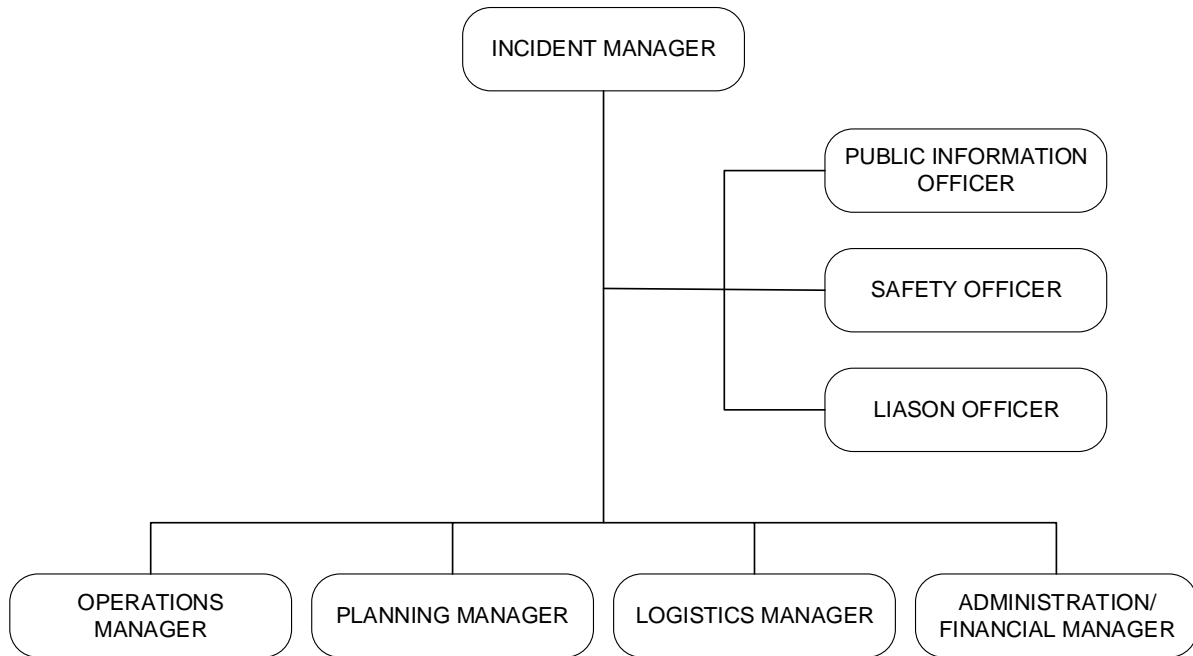 INCIDENT MANAGER
PUBLIC INFORMATION
OFFICER
SAFETY OFFICER
LIASON OFFICER
OPERATIONS
MANAGER
PLANNING MANAGER
LOGISTICS MANAGER
ADMINISTRATION/
FINANCIAL MANAGER